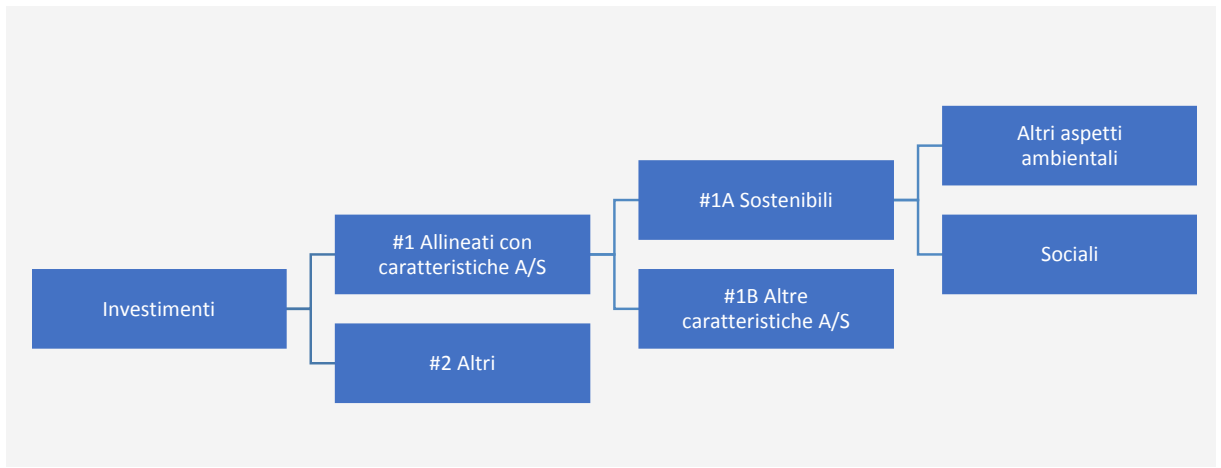 Investimenti
#1 Allineati con
caratteristiche A/S
#2 Altri
#1A Sostenibili
#1B Altre
caratteristiche A/S
Altri aspetti
ambientali
Sociali